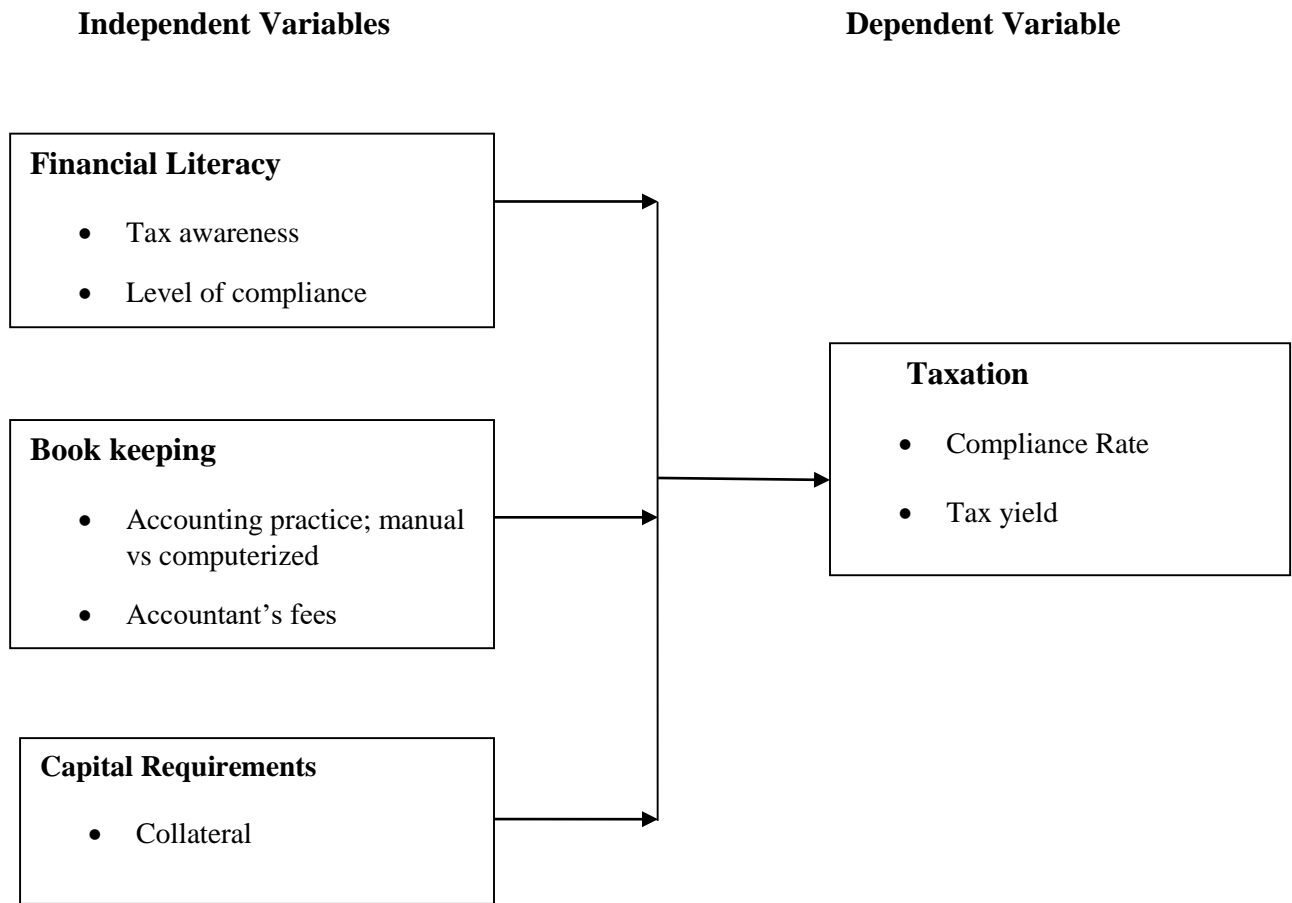 Independent Variables
Dependent Variable
Financial Literacy
• Tax awareness
• Level of compliance
Book keeping
• Accounting practice; manual
vs computerized
• Accountant’s fees
Capital Requirements
• Collateral
Taxation
• Compliance Rate
• Tax yield